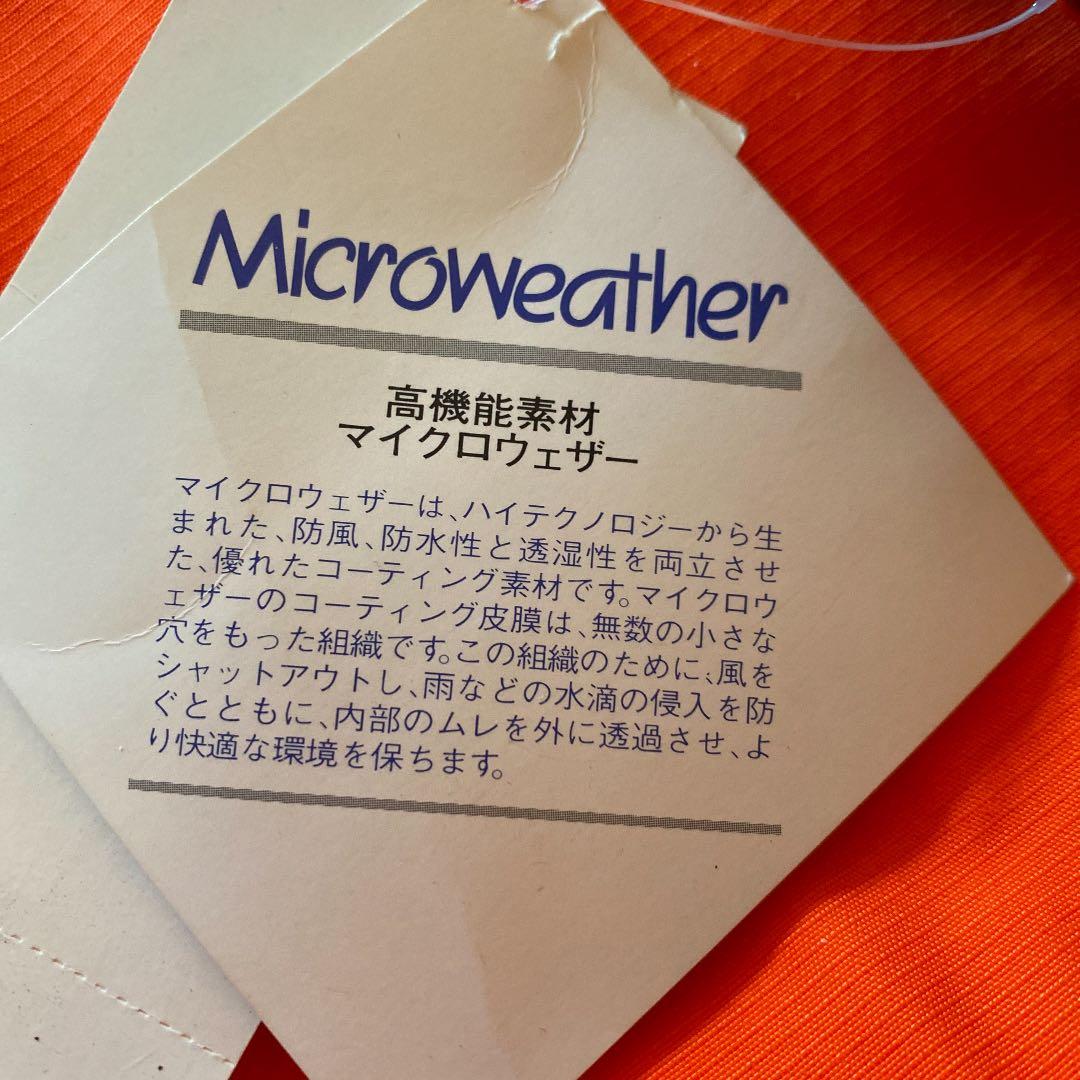 Microweather
高機能素材
マイクロウェザー
マイクロウェザーは、ハイテクノロジーから生
まれた、防風、防水性と透湿性を両立させ
た、優れたコーティング素材です。マイクロウ
ェザーのコーティング皮膜は、無数の小さな
穴をもった組織です。この組織のために、風を
シャットアウトし、雨などの水滴の侵入を防
ぐとともに、内部のムレを外に透過させ、よ
り快適な環境を保ちます。